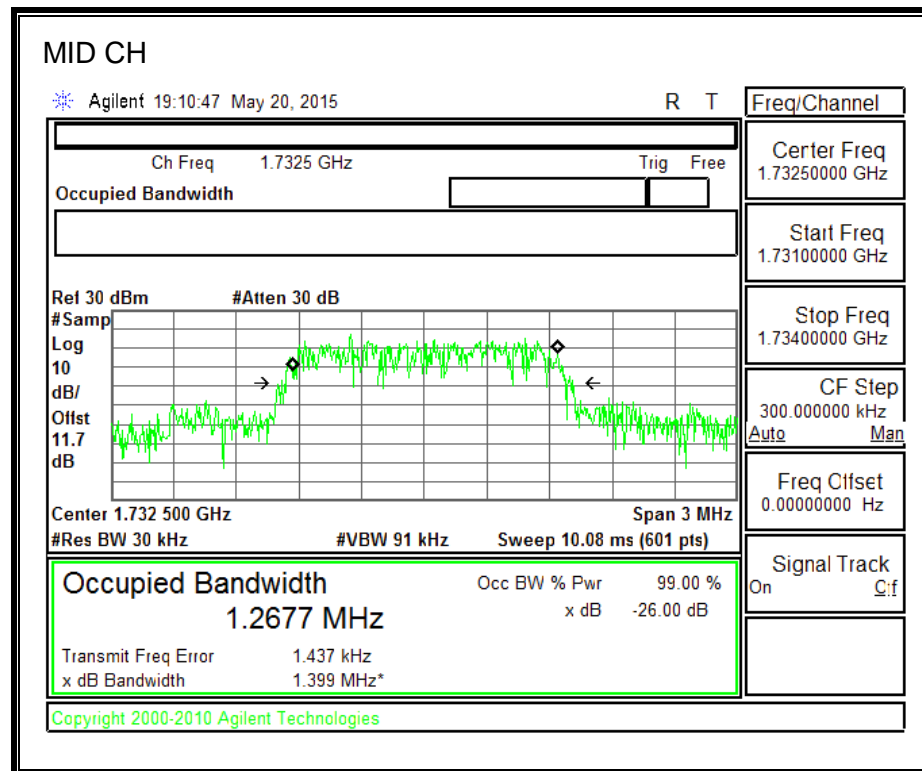 MID CH
Agilent 19:10:47 May 20, 2015 R T
Freq/Channel
Ch Freq 1.7325 GHz Trig Free
Occupied Bandwidth
Center Freq
1.73250000 GHz
Start Freq
1.73100000 GHz
Stop Freq
1.73400000 GHz
CF Step
300.000000 kHz
Auto Man
Freq Offset
0.00000000 Hz
Signal Track
On Off
Ref 30 dBm #Atten 30 dB
#Samp
Log
10
dB/
Offst
11.7
dB
Center 1.732 500 GHz Span 3 MHz
#Res BW 30 kHz #VBW 91 kHz Sweep 10.08 ms (601 pts)
Occupied Bandwidth Occ BW % Pwr 99.00 %
1.2677 MHz x dB -26.00 dB
Transmit Freq Error 1.437 kHz
x dB Bandwidth 1.399 MHz*
Copyright 2000-2010 Agilent Technologies